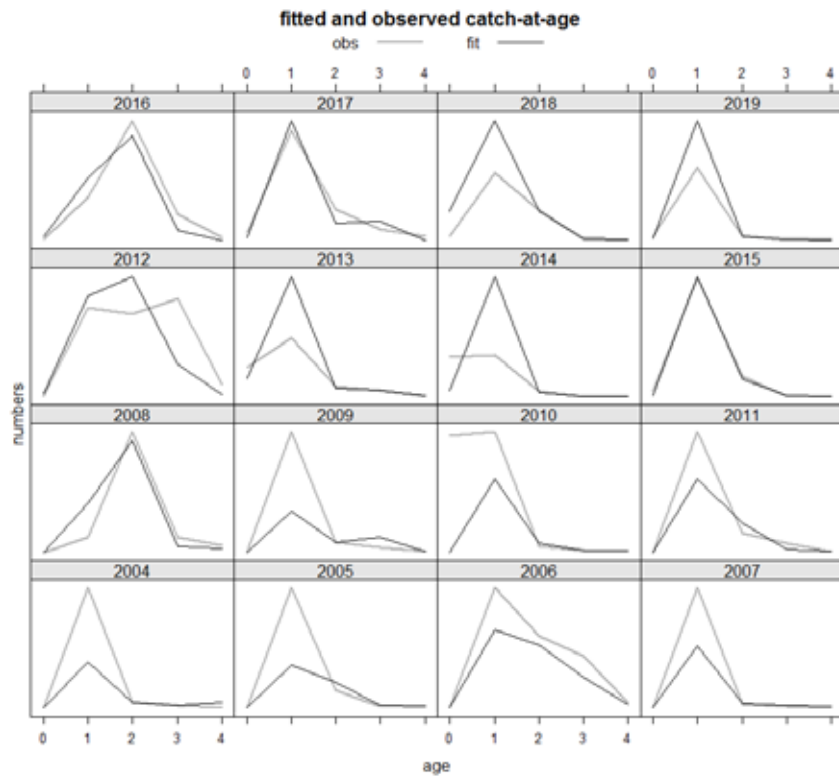 fitted and observed catch-at-age
obs fit
0 1 2 3 4 0 1 2 3 4
2016 2017 2018 2019
2012 2013 2014 2015
2008 2009 2010 2011
2004 2005 2006 2007
numbers
0 1 2 3 4 0 1 2 3 4
age